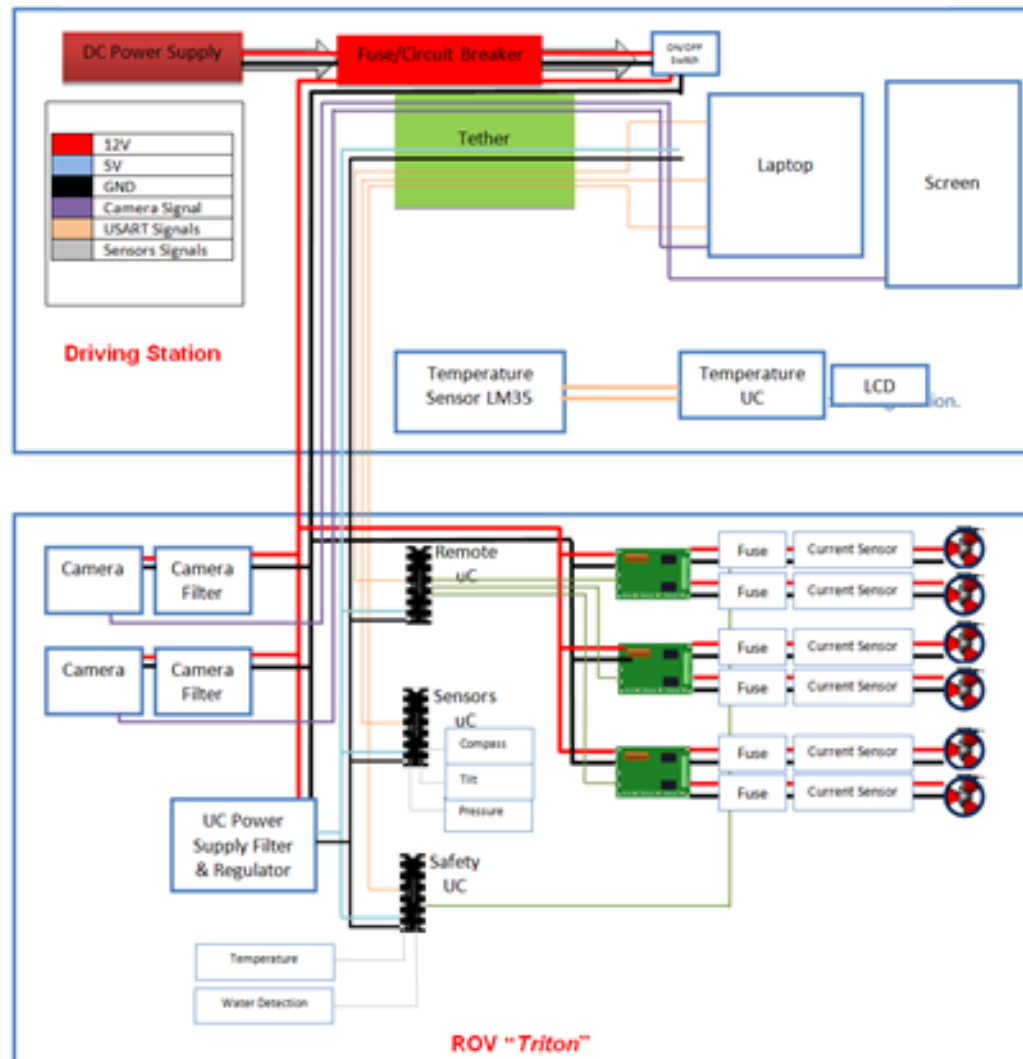 DC Power Supply
Fuse/Circuit Breaker
ON/OFF
Switch
12V
5V
GND
Camera Signal
USART Signals
Sensors Signals
Tether
Laptop
Screen
Driving Station
Temperature
Sensor LM35
Temperature
UC
LCD
Camera
Camera
Filter
Camera
Camera
Filter
Remote
uC
Sensors
uC
Compass
Tilt
Pressure
UC Power
Supply Filter
& Regulator
Safety
UC
Temperature
Water Detection
Fuse
Current Sensor
Fuse
Current Sensor
Fuse
Current Sensor
Fuse
Current Sensor
Fuse
Current Sensor
Fuse
Current Sensor
ROV "Triton"